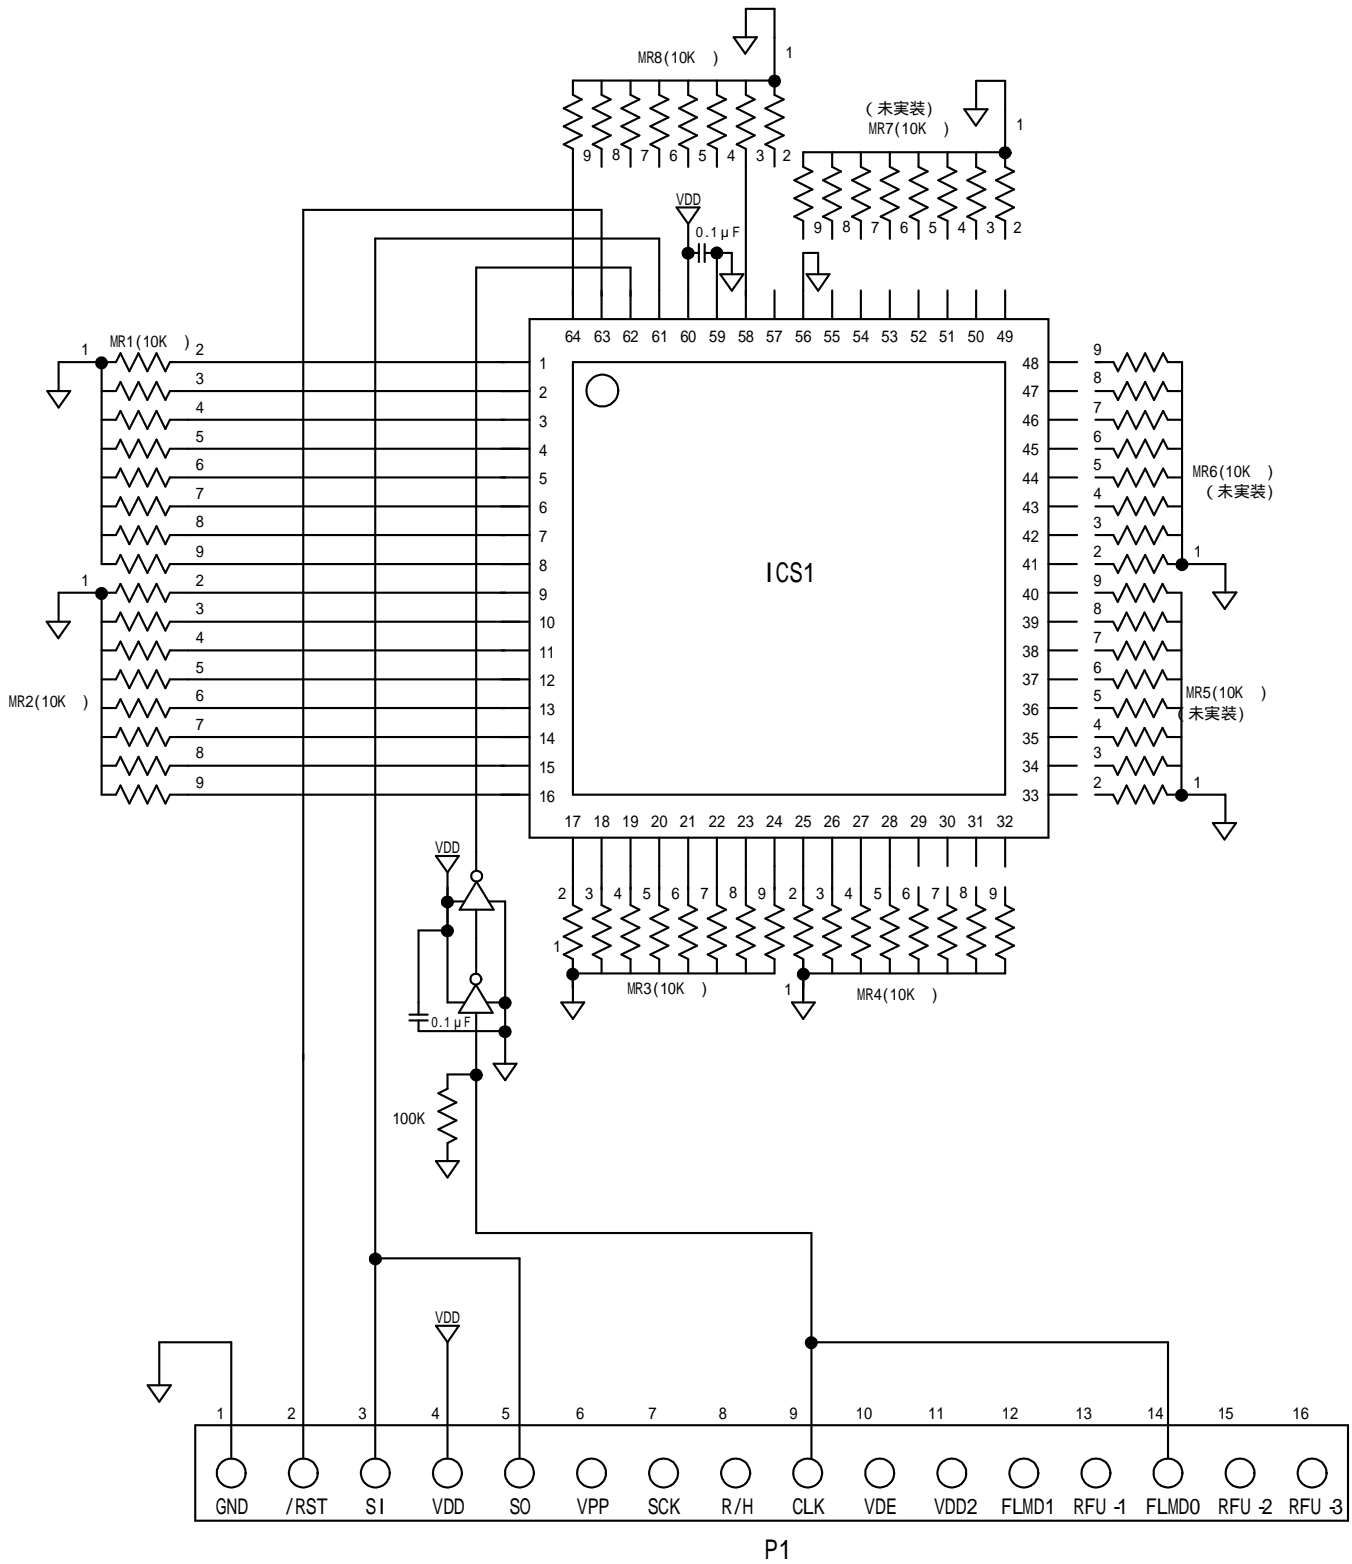 1
MR8(10K )
(未実装)
MR7(10K )
1
9 8 7 6 5 4 3 2
VDD
0.1μF
9 8 7 6 5 4 3 2
64 63 62 61 60 59 58 57 56 55 54 53 52 51 50 49
MR1(10K )
1 2 1 48 9
3 2 47 8
4 3 46 7
5 4 45 6
6 5 44 5
MR6(10K )
(未実装)
7 6 43 4
8 7 42 3
9 8 41 2 1
ICS1
1 2 9 40 9
3 10 39 8
4 11 38 7
5 12 37 6
MR2(10K )
6 13 36 5
MR5(10K )
(未実装)
7 14 35 4
8 15 34 3
9 16 33 2 1
17 18 19 20 21 22 23 24 25 26 27 28 29 30 31 32
VDD
2 3 4 5 6 7 8 9 2 3 4 5 6 7 8 9
1
MR3(10K )
1
MR4(10K )
0.1μF
100K
VDD
1 2 3 4 5 6 7 8 9 10 11 12 13 14 15 16
GND /RST SI VDD SO VPP SCK R/H CLK VDE VDD2 FLMD1 RFU-1 FLMD0 RFU-2 RFU-3
P1